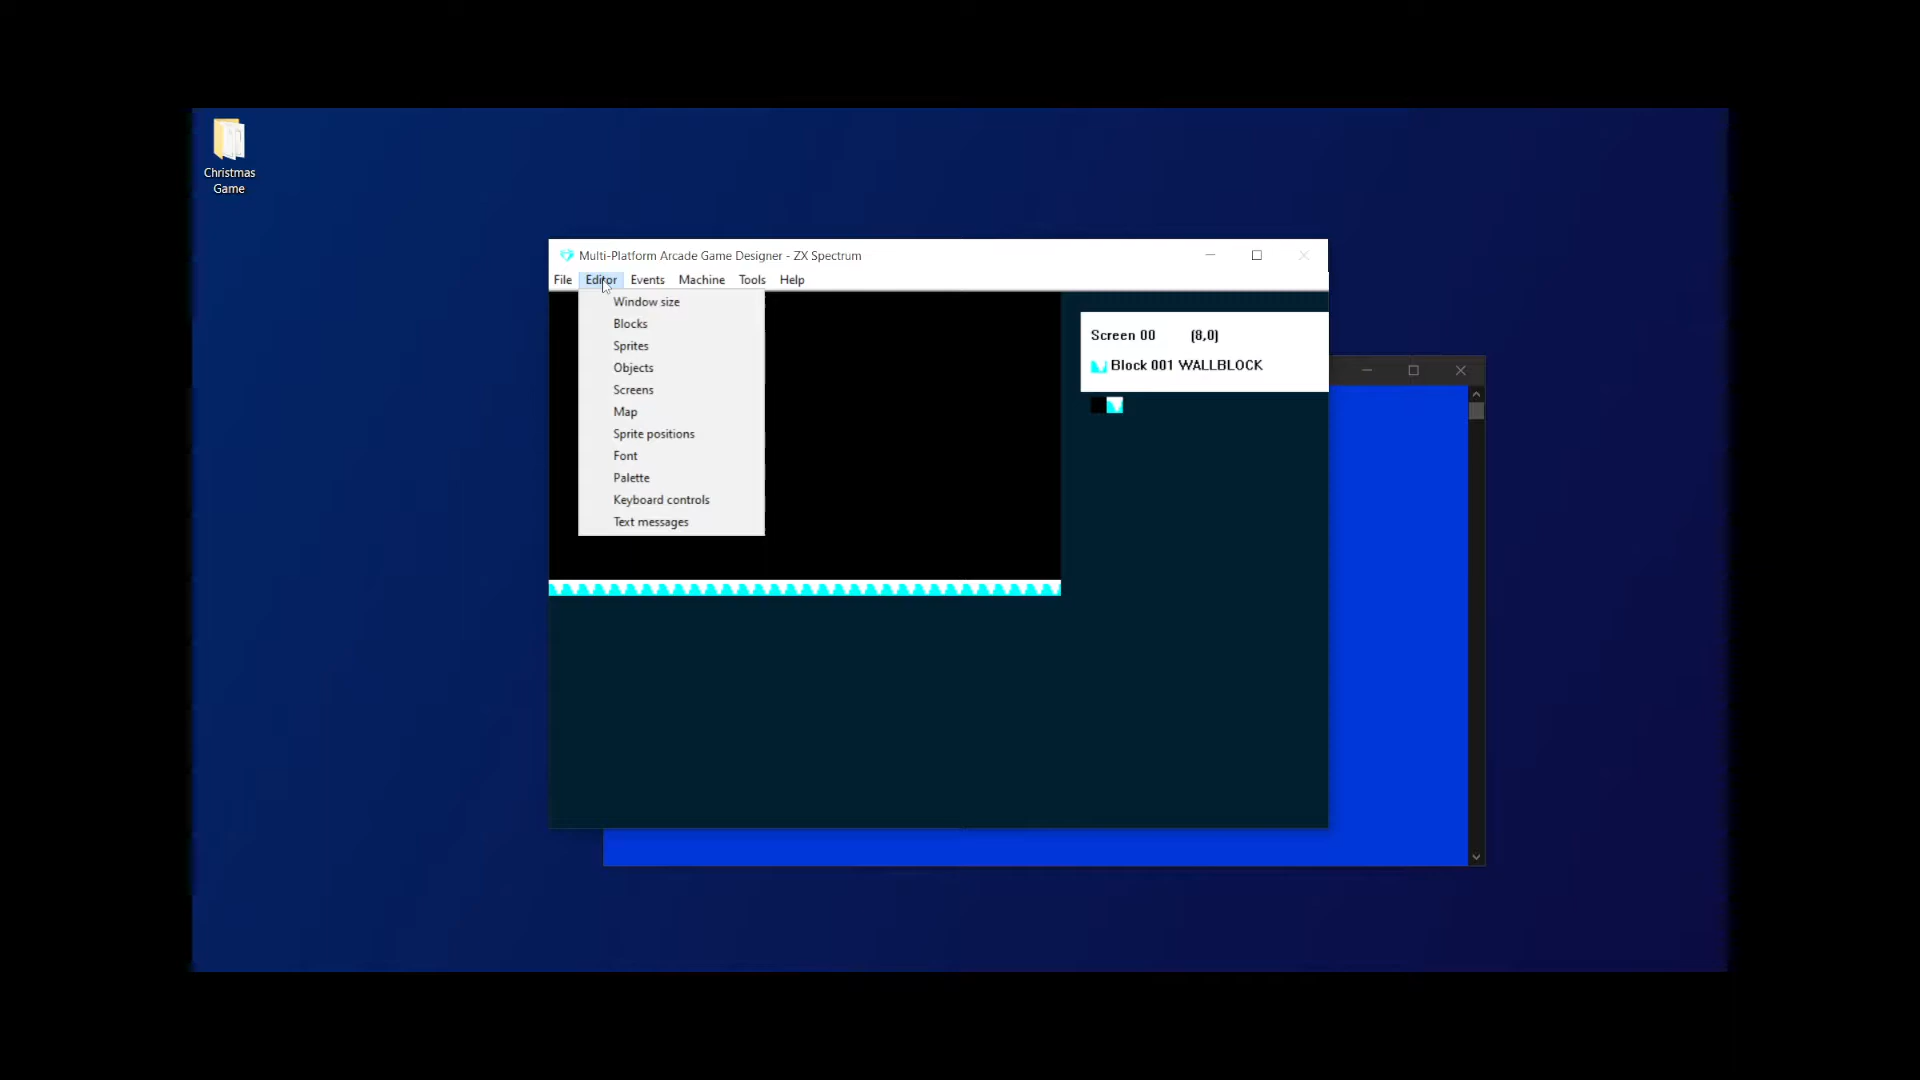 Christmas
Game
Multi-Platform Arcade Game Designer - ZX Spectrum
File Editor Events Machine Tools Help
Window size
Blocks
Sprites
Objects
Screens
Map
Sprite positions
Font
Palette
Keyboard controls
Text messages
Screen 00 (8,0)
Block 001 WALLBLOCK